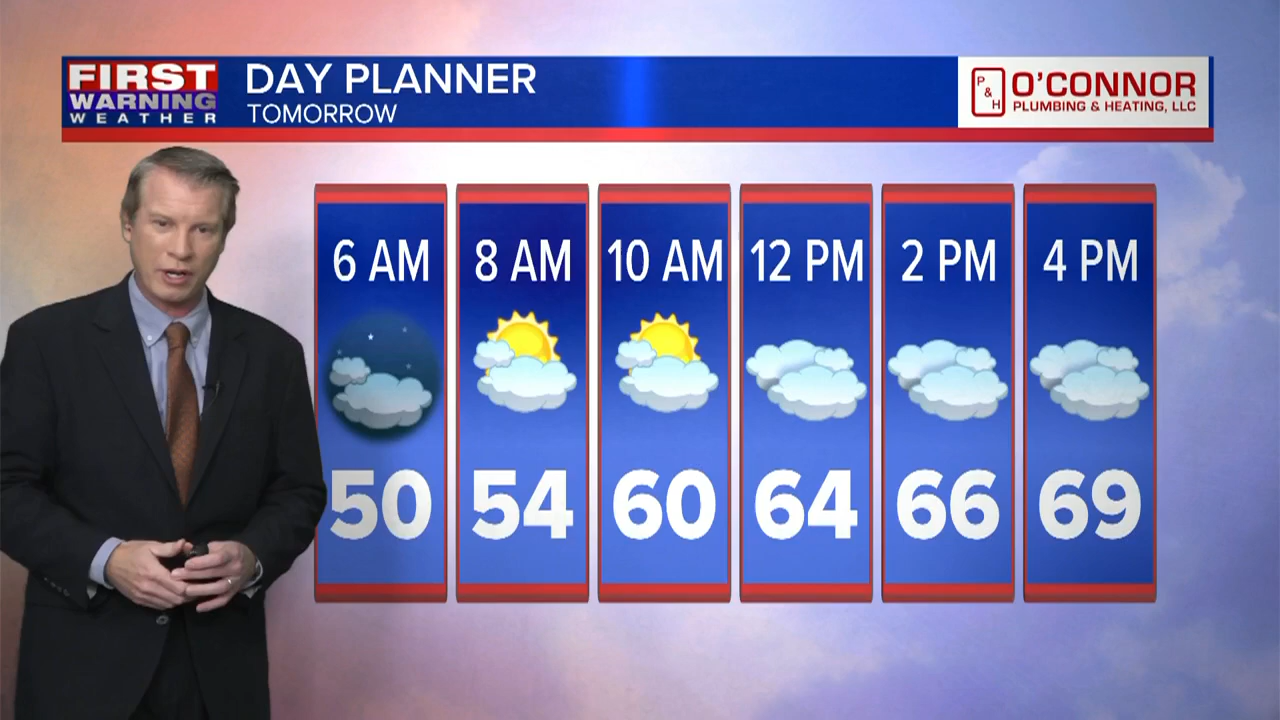 FIRST
WARNING
WEATHER
DAY PLANNER
TOMORROW
P
&
H
O'CONNOR
PLUMBING & HEATING, LLC
6 AM
8 AM
10 AM
12 PM
2 PM
4 PM
50
54
60
64
66
69